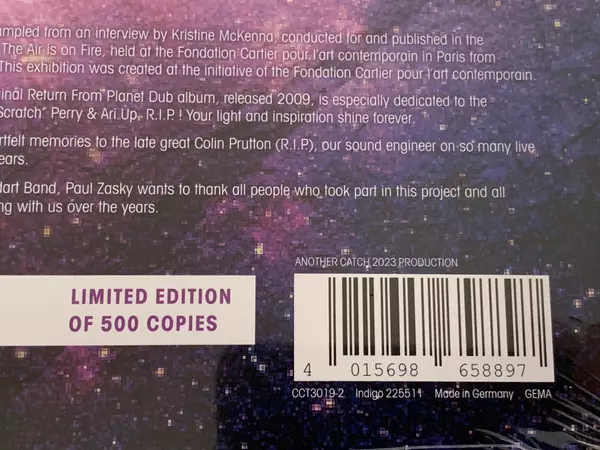 mpled from an interview by Kristine McKenna, conducted for and published in the
The Air is on Fire, held at the Fondation Cartier pour l'art contemporain in Paris from
This exhibition was created at the initiative of the Fondation Cartier pour l'art contemporain.
inal Return From Planet Dub album, released 2009, is especially dedicated to the
Scratch" Perry & Ari Up, R.I.P ! Your light and inspiration shine forever.
rtfelt memories to the late great Colin Prutton (R.I.P), our sound engineer on so many live
ears.
dart Band, Paul Zasky wants to thank all people who took part in this project and all
ng with us over the years.
ANOTHER CATCH 2023 PRODUCTION
LIMITED EDITION
OF 500 COPIES
4 015698 658897
CCT3019-2 Indigo 225511 Made in Germany GEMA